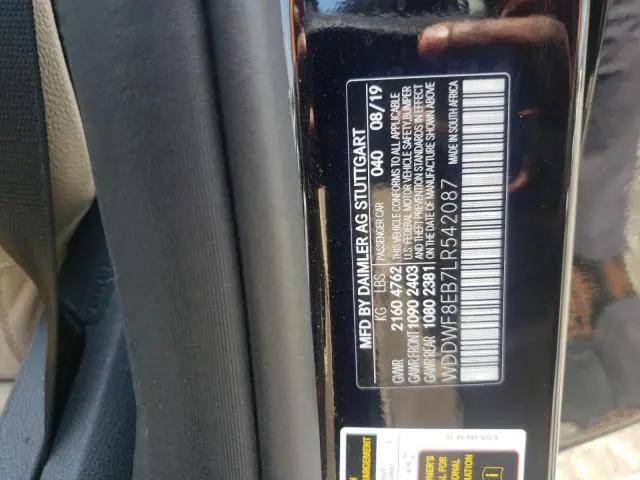 MFD BY DAIMLER AG STUTTGART
KG LBS PASSENGER CAR 040 08/19
GVWR 2160 4762 THIS VEHICLE CONFORMS TO ALL APPLICABLE
GAWR FRONT 1090 2403 U.S. FEDERAL MOTOR VEHICLE SAFETY, BUMPER
AND THEFT PREVENTION STANDARDS IN EFFECT
GAWR REAR 1080 2381 ON THE DATE OF MANUFACTURE SHOWN ABOVE
WDDWF8EB7LR542087 MADE IN SOUTH AFRICA